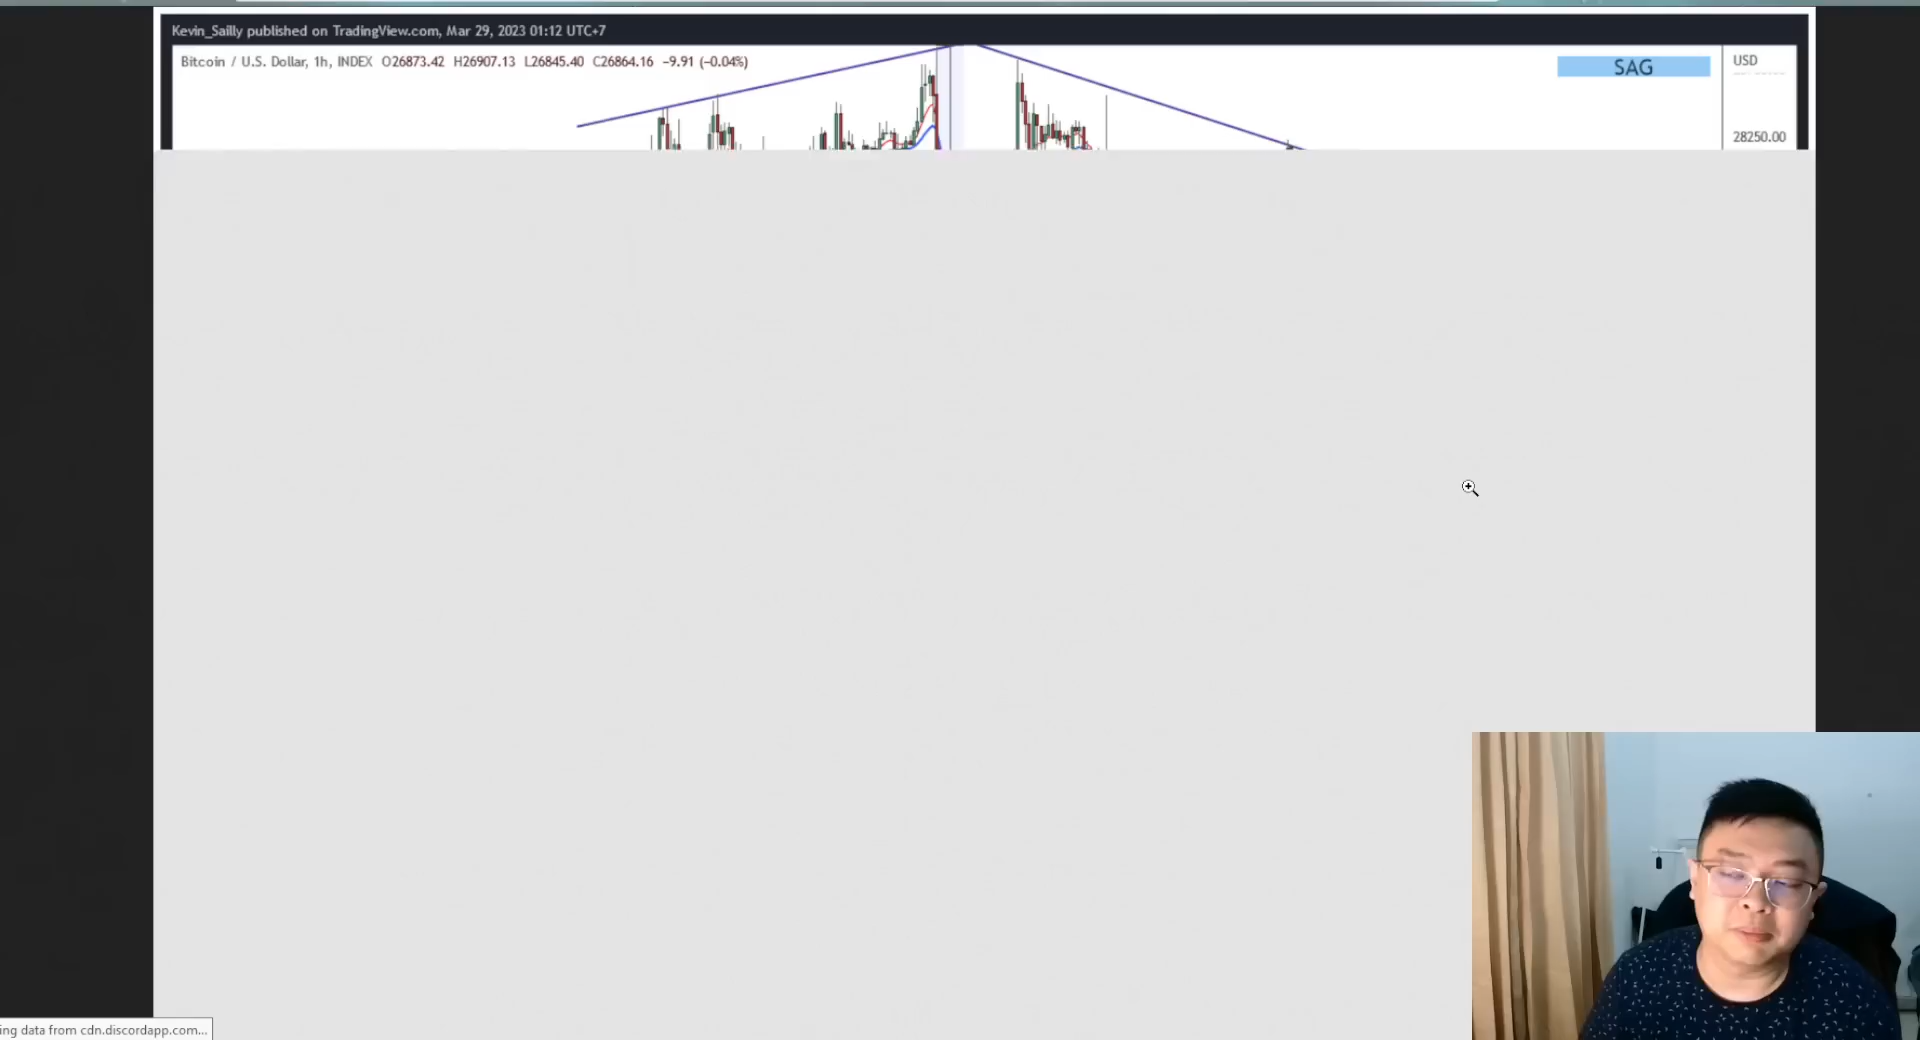 Kevin_Sailly published on TradingView.com, Mar 29, 2023 01:12 UTC+7
Bitcoin / U.S. Dollar, 1h, INDEX O26873.42 H26907.13 L26845.40 C26864.16 −9.91 (−0.04%)
SAG
USD
28250.00
ing data from cdn.discordapp.com...